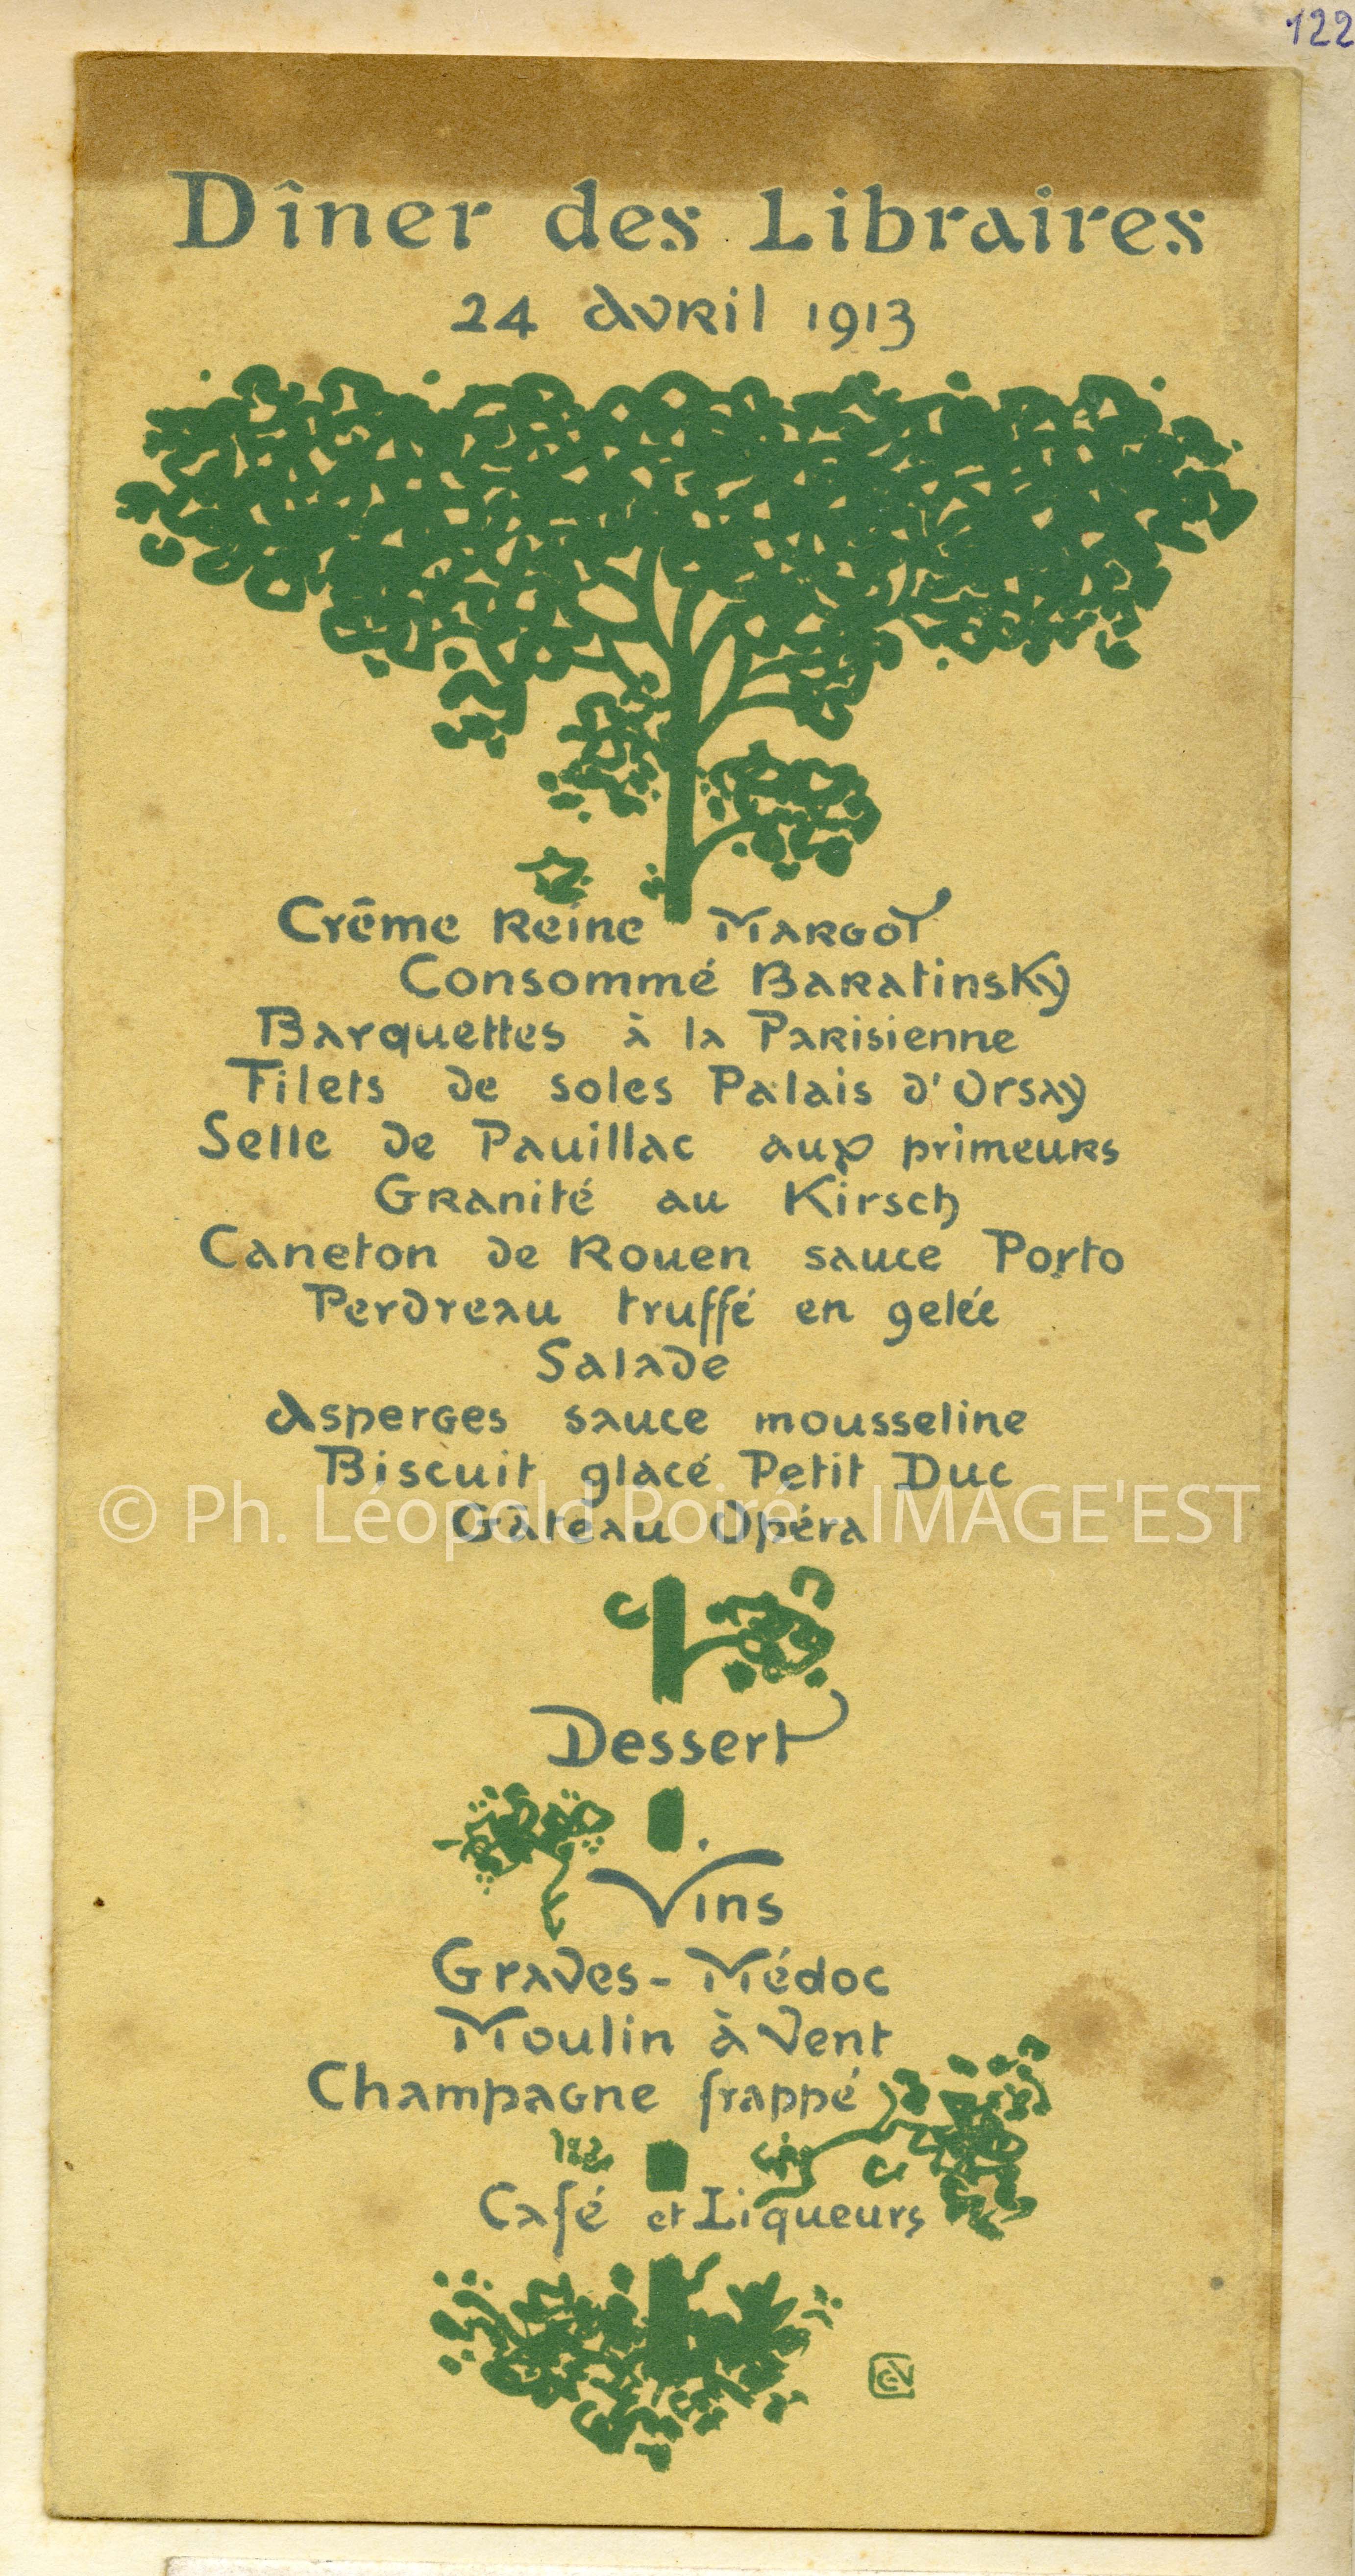 122
Dîner des Libraires
24 Avril 1913
Crême Reine Margot
Consommé Baratinsky
Barquettes à la Parisienne
Filets de soles Palais d'Orsay
Selle de Pauillac aux primeurs
Granité au Kirsch
Caneton de Rouen sauce Porto
Perdreau truffé en gelée
Salade
Asperges sauce mousseline
Biscuit glacé Petit Duc
© Ph. Léopold Poiré - IMAGE'EST
Gâteau Opéra
Dessert
Vins
Graves - Médoc
Moulin à Vent
Champagne frappé
Café et Liqueurs